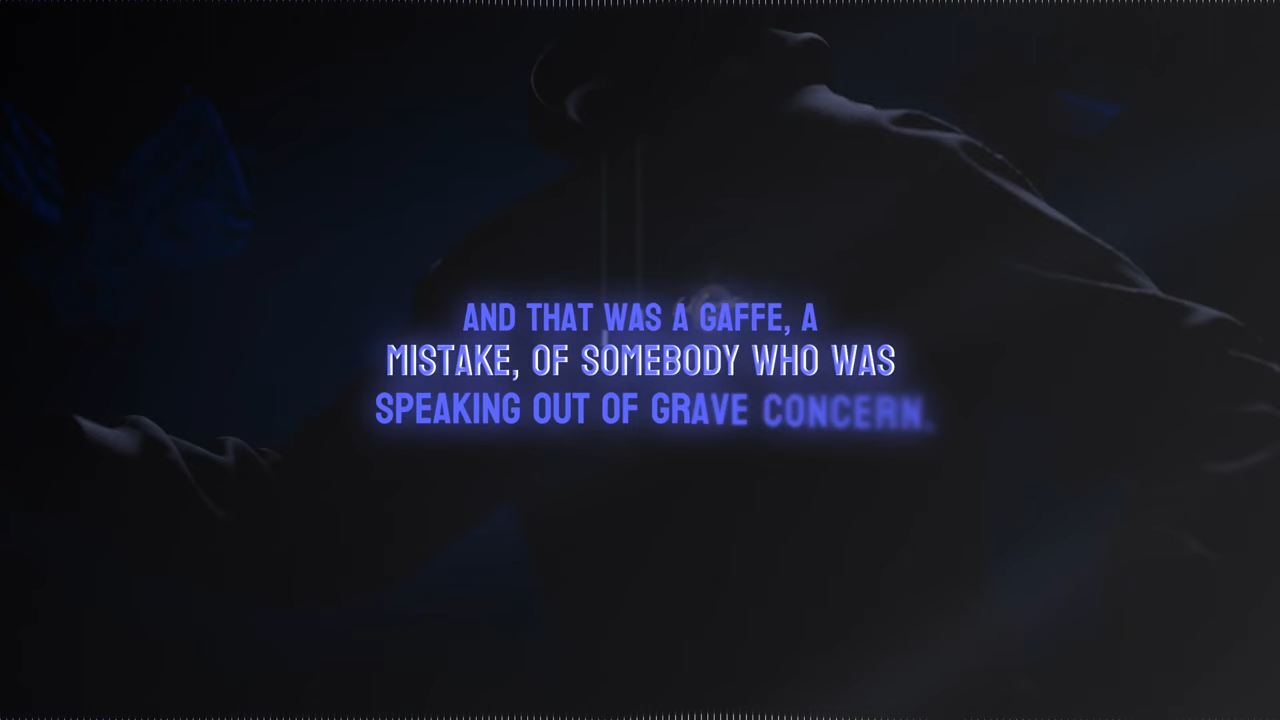 AND THAT WAS A GAFFE, A
MISTAKE, OF SOMEBODY WHO WAS
SPEAKING OUT OF GRAVE CONCERN.